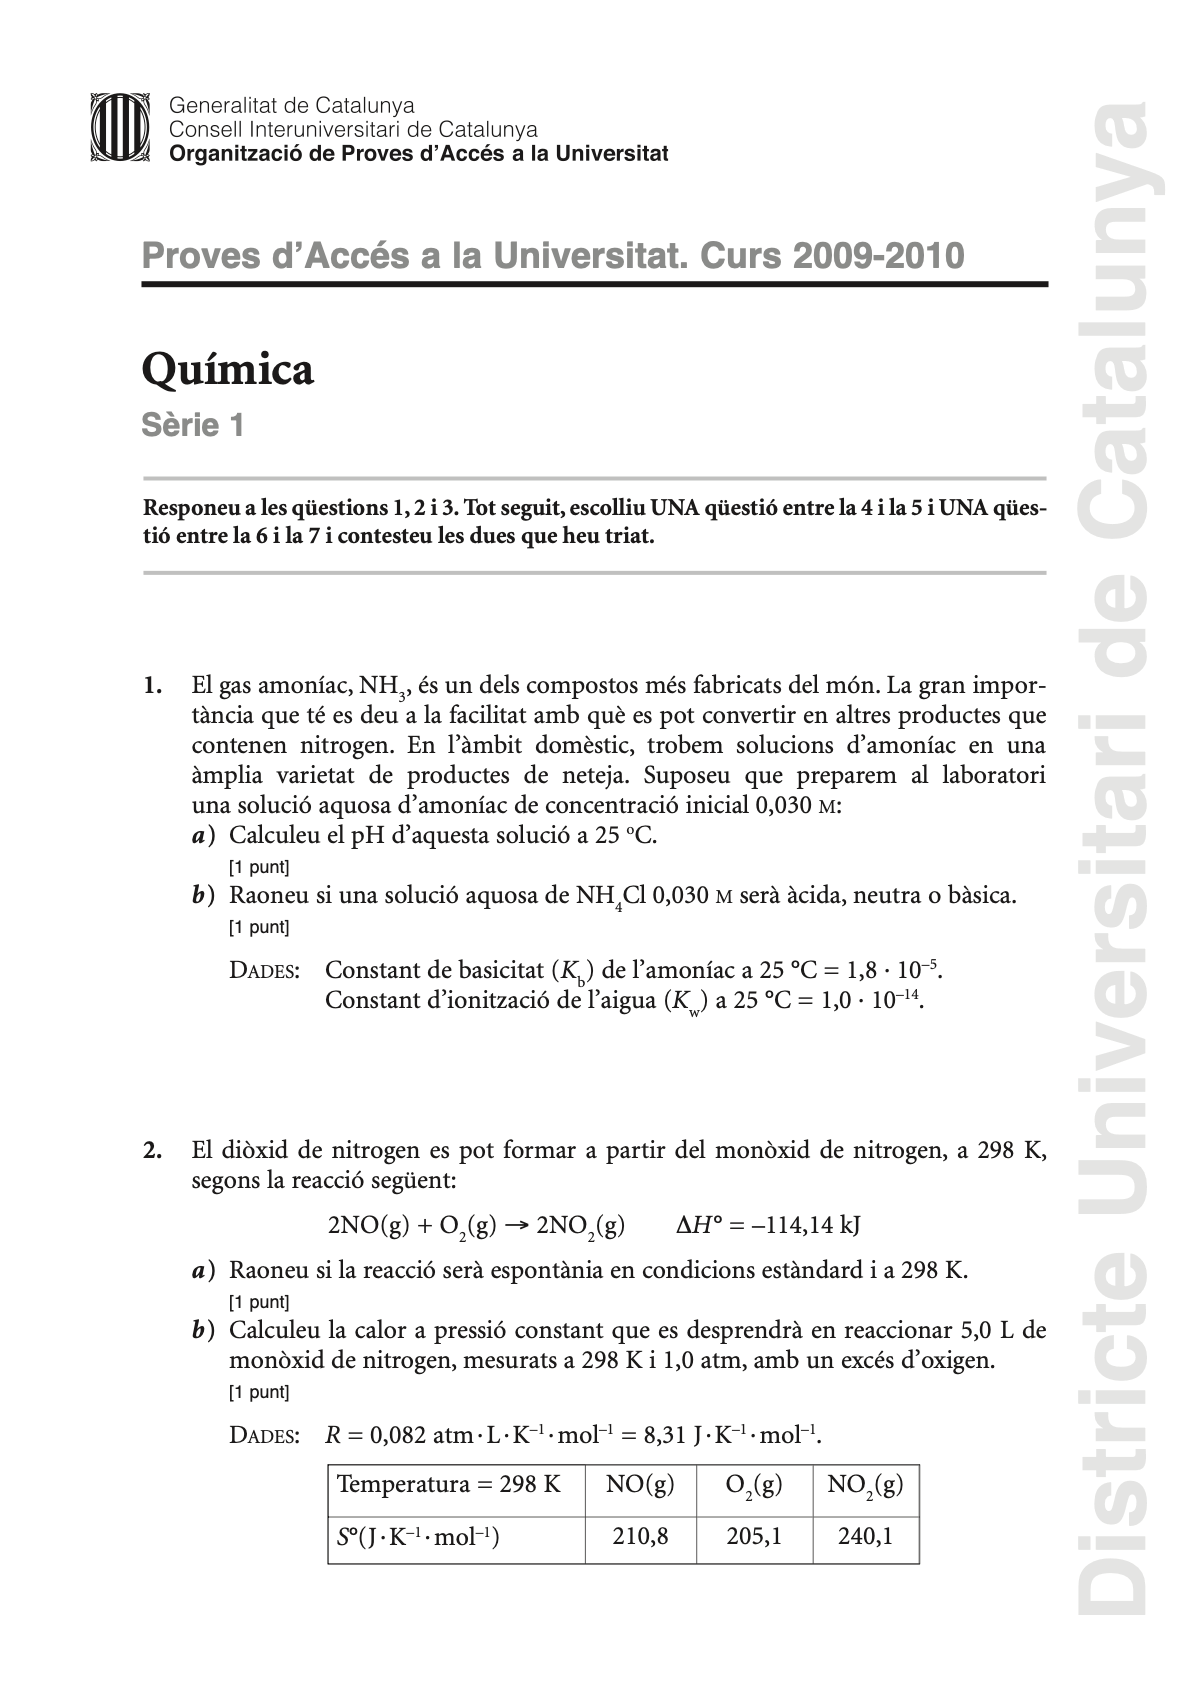 Generalitat de Catalunya
Consell Interuniversitari de Catalunya
Organització de Proves d’Accés a la Universitat
Proves d’Accés a la Universitat. Curs 2009-2010
Química
Sèrie 1
Responeu a les qüestions 1, 2 i 3. Tot seguit, escolliu UNA qüestió entre la 4 i la 5 i UNA qües-
tió entre la 6 i la 7 i contesteu les dues que heu triat.
1. El gas amoníac, NH₃, és un dels compostos més fabricats del món. La gran impor-
tància que té es deu a la facilitat amb què es pot convertir en altres productes que
contenen nitrogen. En l’àmbit domèstic, trobem solucions d’amoníac en una
àmplia varietat de productes de neteja. Suposeu que preparem al laboratori
una solució aquosa d’amoníac de concentració inicial 0,030 M:
a) Calculeu el pH d’aquesta solució a 25 ºC.
[1 punt]
b) Raoneu si una solució aquosa de NH₄Cl 0,030 M serà àcida, neutra o bàsica.
[1 punt]
DADES: Constant de basicitat (K_b) de l’amoníac a 25 °C = 1,8 · 10⁻⁵.
Constant d’ionització de l’aigua (K_w) a 25 °C = 1,0 · 10⁻¹⁴.
2. El diòxid de nitrogen es pot formar a partir del monòxid de nitrogen, a 298 K,
segons la reacció següent:
2NO(g) + O₂(g) → 2NO₂(g) ΔH° = –114,14 kJ
a) Raoneu si la reacció serà espontània en condicions estàndard i a 298 K.
[1 punt]
b) Calculeu la calor a pressió constant que es desprendrà en reaccionar 5,0 L de
monòxid de nitrogen, mesurats a 298 K i 1,0 atm, amb un excés d’oxigen.
[1 punt]
DADES: R = 0,082 atm · L · K⁻¹ · mol⁻¹ = 8,31 J · K⁻¹ · mol⁻¹.
Temperatura = 298 K NO(g) O₂(g) NO₂(g)
S°(J · K⁻¹ · mol⁻¹) 210,8 205,1 240,1
Districte Universitari de Catalunya